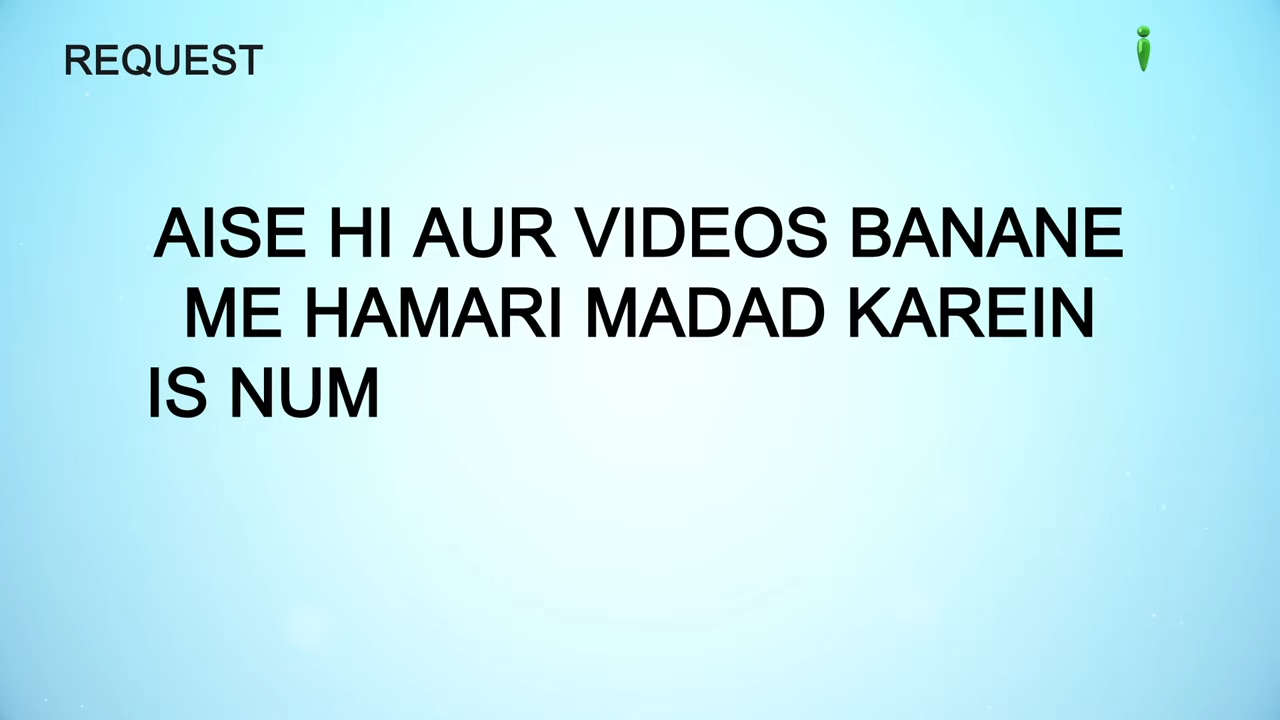 REQUEST
AISE HI AUR VIDEOS BANANE
ME HAMARI MADAD KAREIN
IS NUM